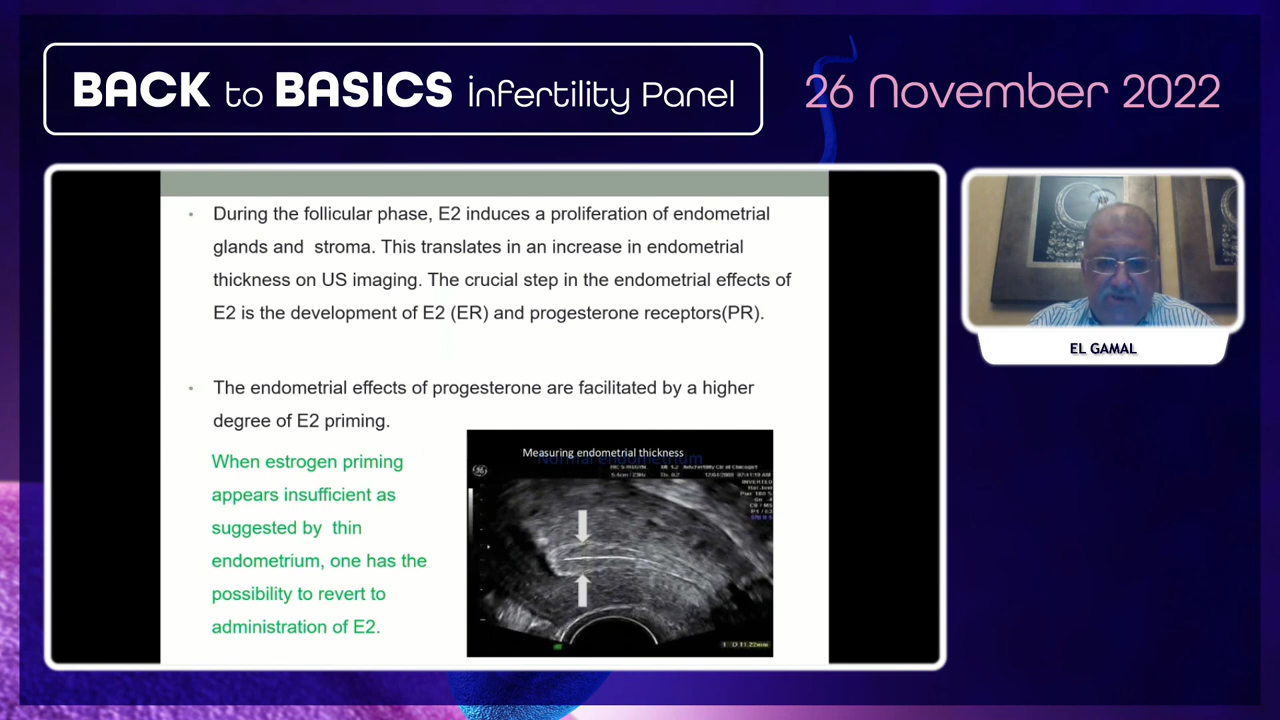 BACK to BASICS infertility Panel
26 November 2022
• During the follicular phase, E2 induces a proliferation of endometrial
glands and stroma. This translates in an increase in endometrial
thickness on US imaging. The crucial step in the endometrial effects of
E2 is the development of E2 (ER) and progesterone receptors(PR).
• The endometrial effects of progesterone are facilitated by a higher
degree of E2 priming.
When estrogen priming
appears insufficient as
suggested by thin
endometrium, one has the
possibility to revert to
administration of E2.
Measuring endometrial thickness
Normal endometrium
INVERTED
EL GAMAL